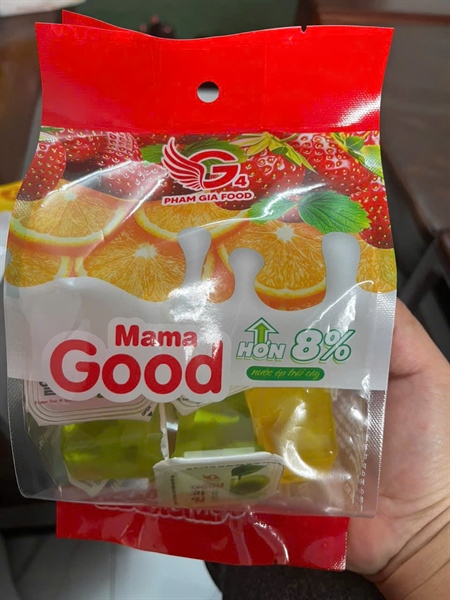 G4
PHAM GIA FOOD
Mama
Good
HƠN 8%
nước ép trái cây